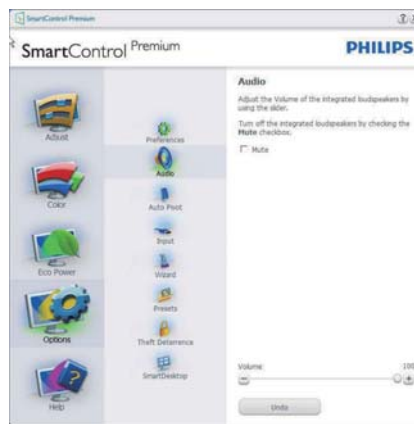 SmartControl Premium
SmartControl Premium
PHILIPS
Adjust
Color
Eco Power
Options
Help
Preferences
Audio
Auto Pivot
Input
Wizard
Presets
Theft Deterrence
SmartDesktop
Audio
Adjust the Volume of the integrated loudspeakers by
using the slider.
Turn off the integrated loudspeakers by checking the
Mute checkbox.
Mute
Volume
100
Undo